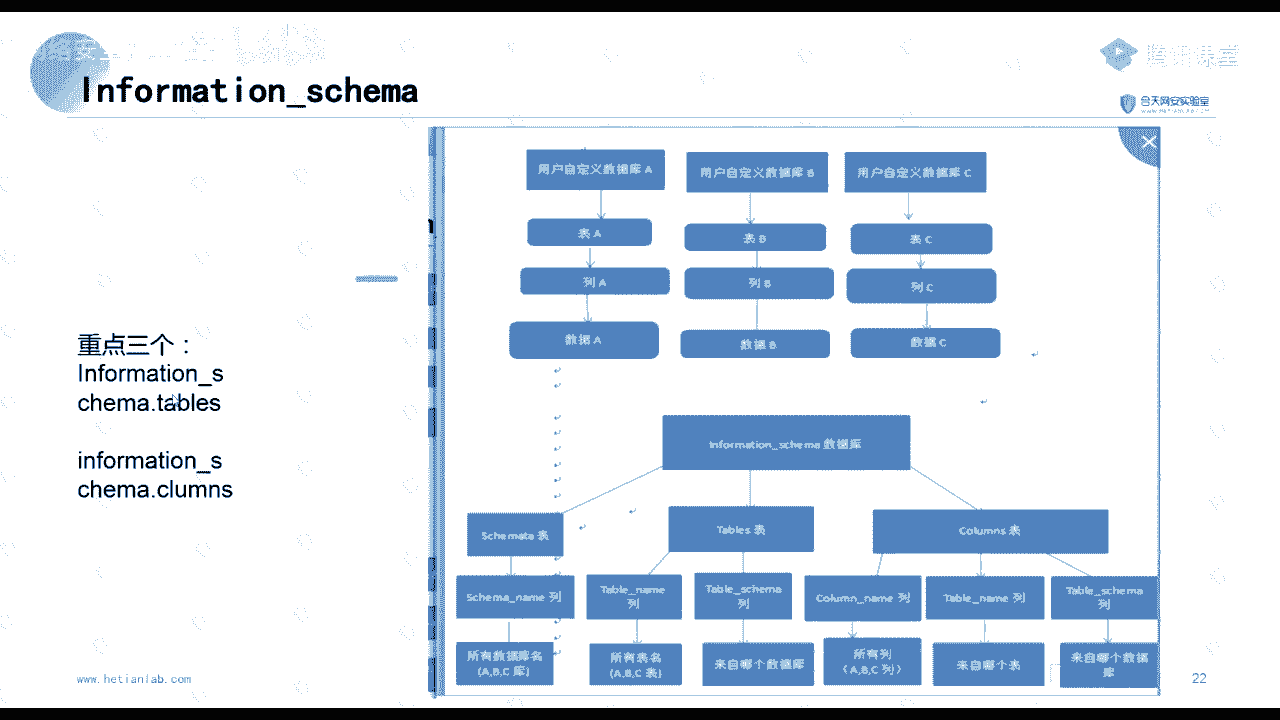 Information_schema
腾讯课堂
合天网安实验室
用户自定义数据库 A
用户自定义数据库 B
用户自定义数据库 C
表 A
表 B
表 C
列 A
列 B
列 C
数据 A
数据 B
数据 C
重点三个：
Information_s
chema.tables
information_s
chema.clumns
Information_schema 数据库
Schemata 表
Tables 表
Columns 表
Schema_name 列
Table_name
列
Table_schema
列
Column_name 列
Table_name 列
Table_schema
列
所有数据库名
(A,B,C 库)
所有表名
(A,B,C 表)
来自哪个数据库
所有列
（A,B,C 列）
来自哪个表
来自哪个数据
库
www.hetianlab.com
22